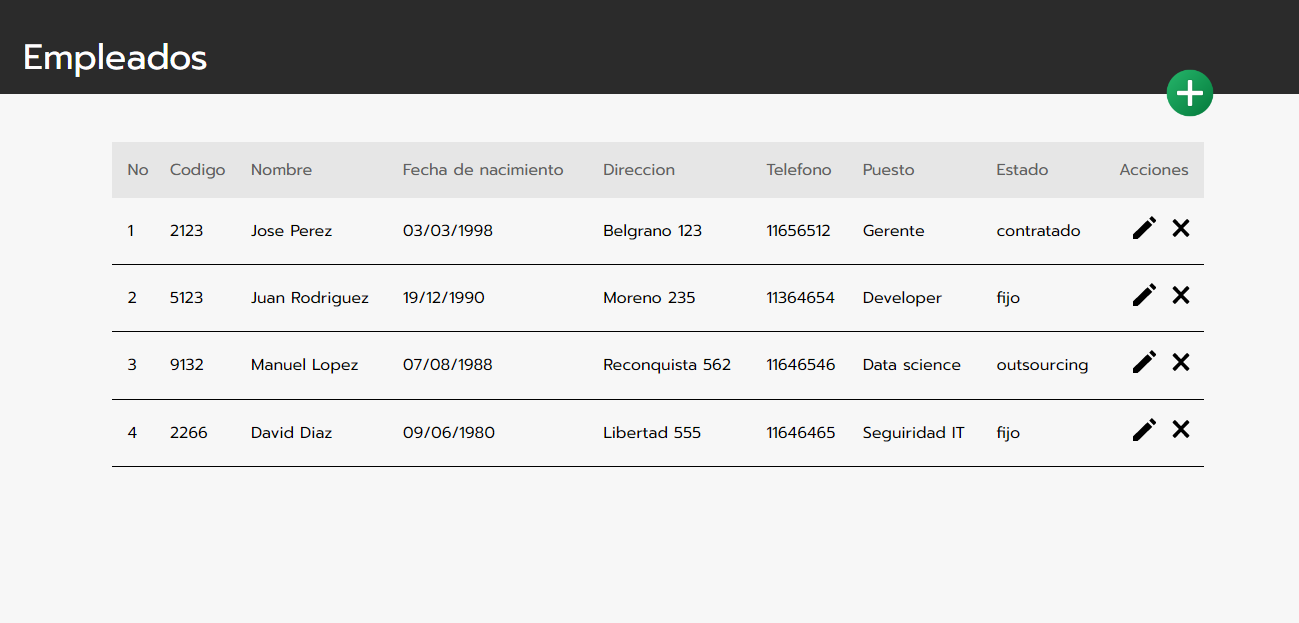 Empleados
No Codigo Nombre Fecha de nacimiento Direccion Telefono Puesto Estado Acciones
1 2123 Jose Perez 03/03/1998 Belgrano 123 11656512 Gerente contratado
2 5123 Juan Rodriguez 19/12/1990 Moreno 235 11364654 Developer fijo
3 9132 Manuel Lopez 07/08/1988 Reconquista 562 11646546 Data science outsourcing
4 2266 David Diaz 09/06/1980 Libertad 555 11646465 Seguiridad IT fijo